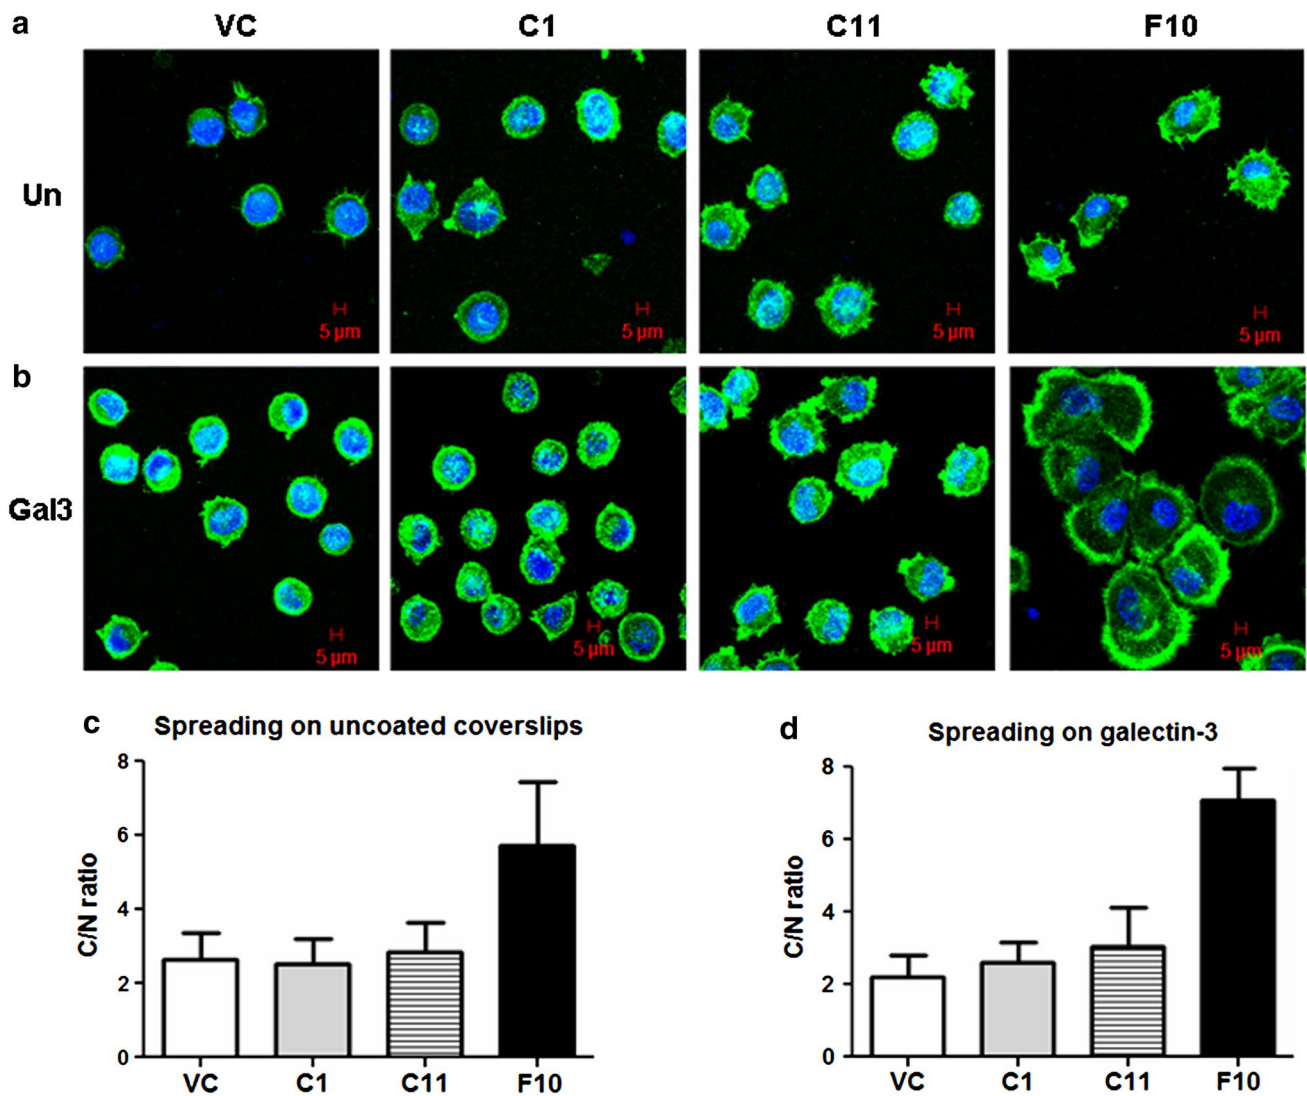 a VC C1 C11 F10
Un
5 µm 5 µm 5 µm 5 µm
b
Gal3
5 µm 5 µm 5 µm 5 µm
c Spreading on uncoated coverslips
8
6
4
2
0
C/N ratio
VC C1 C11 F10
d Spreading on galectin-3
8
6
4
2
0
C/N ratio
VC C1 C11 F10